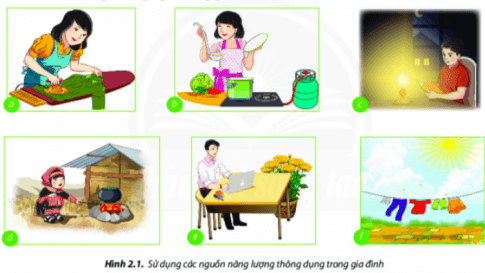 a
b
c
d
e
f
Hình 2.1. Sử dụng các nguồn năng lượng thông dụng trong gia đình